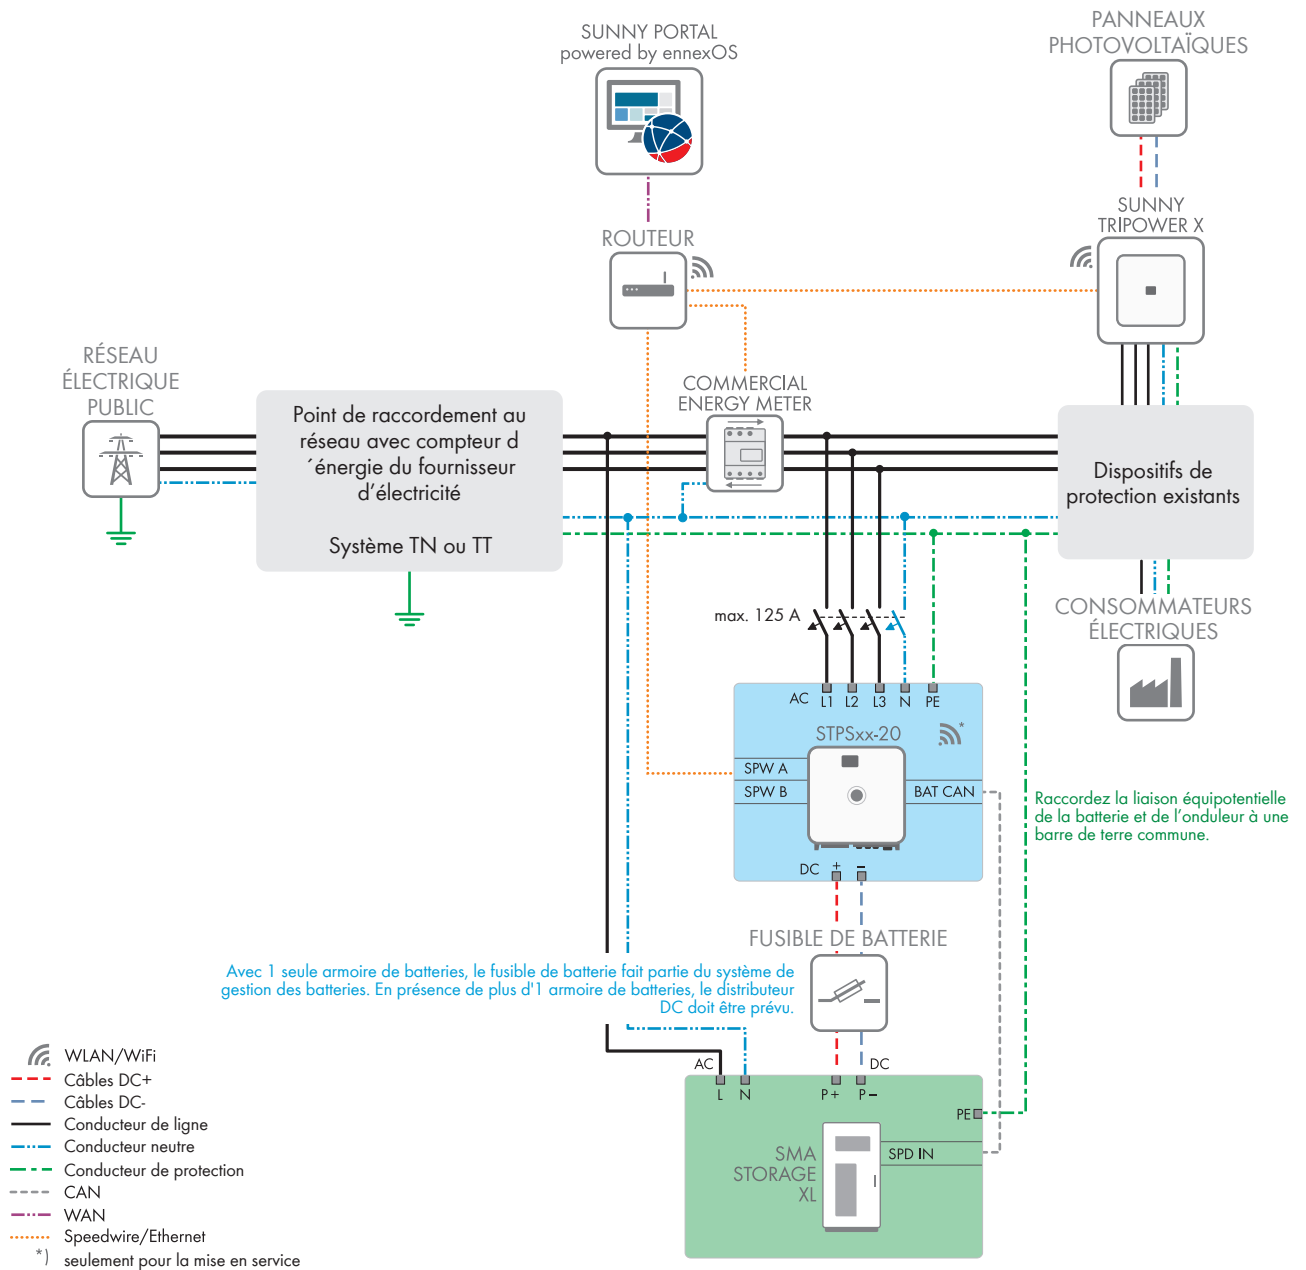 SUNNY PORTAL
powered by ennexOS
PANNEAUX
PHOTOVOLTAÏQUES
SUNNY
TRIPOWER X
ROUTEUR
RÉSEAU
ÉLECTRIQUE
PUBLIC
COMMERCIAL
ENERGY METER
Point de raccordement au
réseau avec compteur d
´énergie du fournisseur
d'électricité
Système TN ou TT
Dispositifs de
protection existants
max. 125 A
CONSOMMATEURS
ÉLECTRIQUES
AC L1 L2 L3 N PE
STPSxx-20 *
SPW A
SPW B BAT CAN
Raccordez la liaison équipotentielle
de la batterie et de l'onduleur à une
barre de terre commune.
DC + –
FUSIBLE DE BATTERIE
Avec 1 seule armoire de batteries, le fusible de batterie fait partie du système de
gestion des batteries. En présence de plus d'1 armoire de batteries, le distributeur
DC doit être prévu.
AC DC
L N P+ P–
PE
SMA
STORAGE
XL
SPD IN
WLAN/WiFi
Câbles DC+
Câbles DC-
Conducteur de ligne
Conducteur neutre
Conducteur de protection
CAN
WAN
Speedwire/Ethernet
*) seulement pour la mise en service